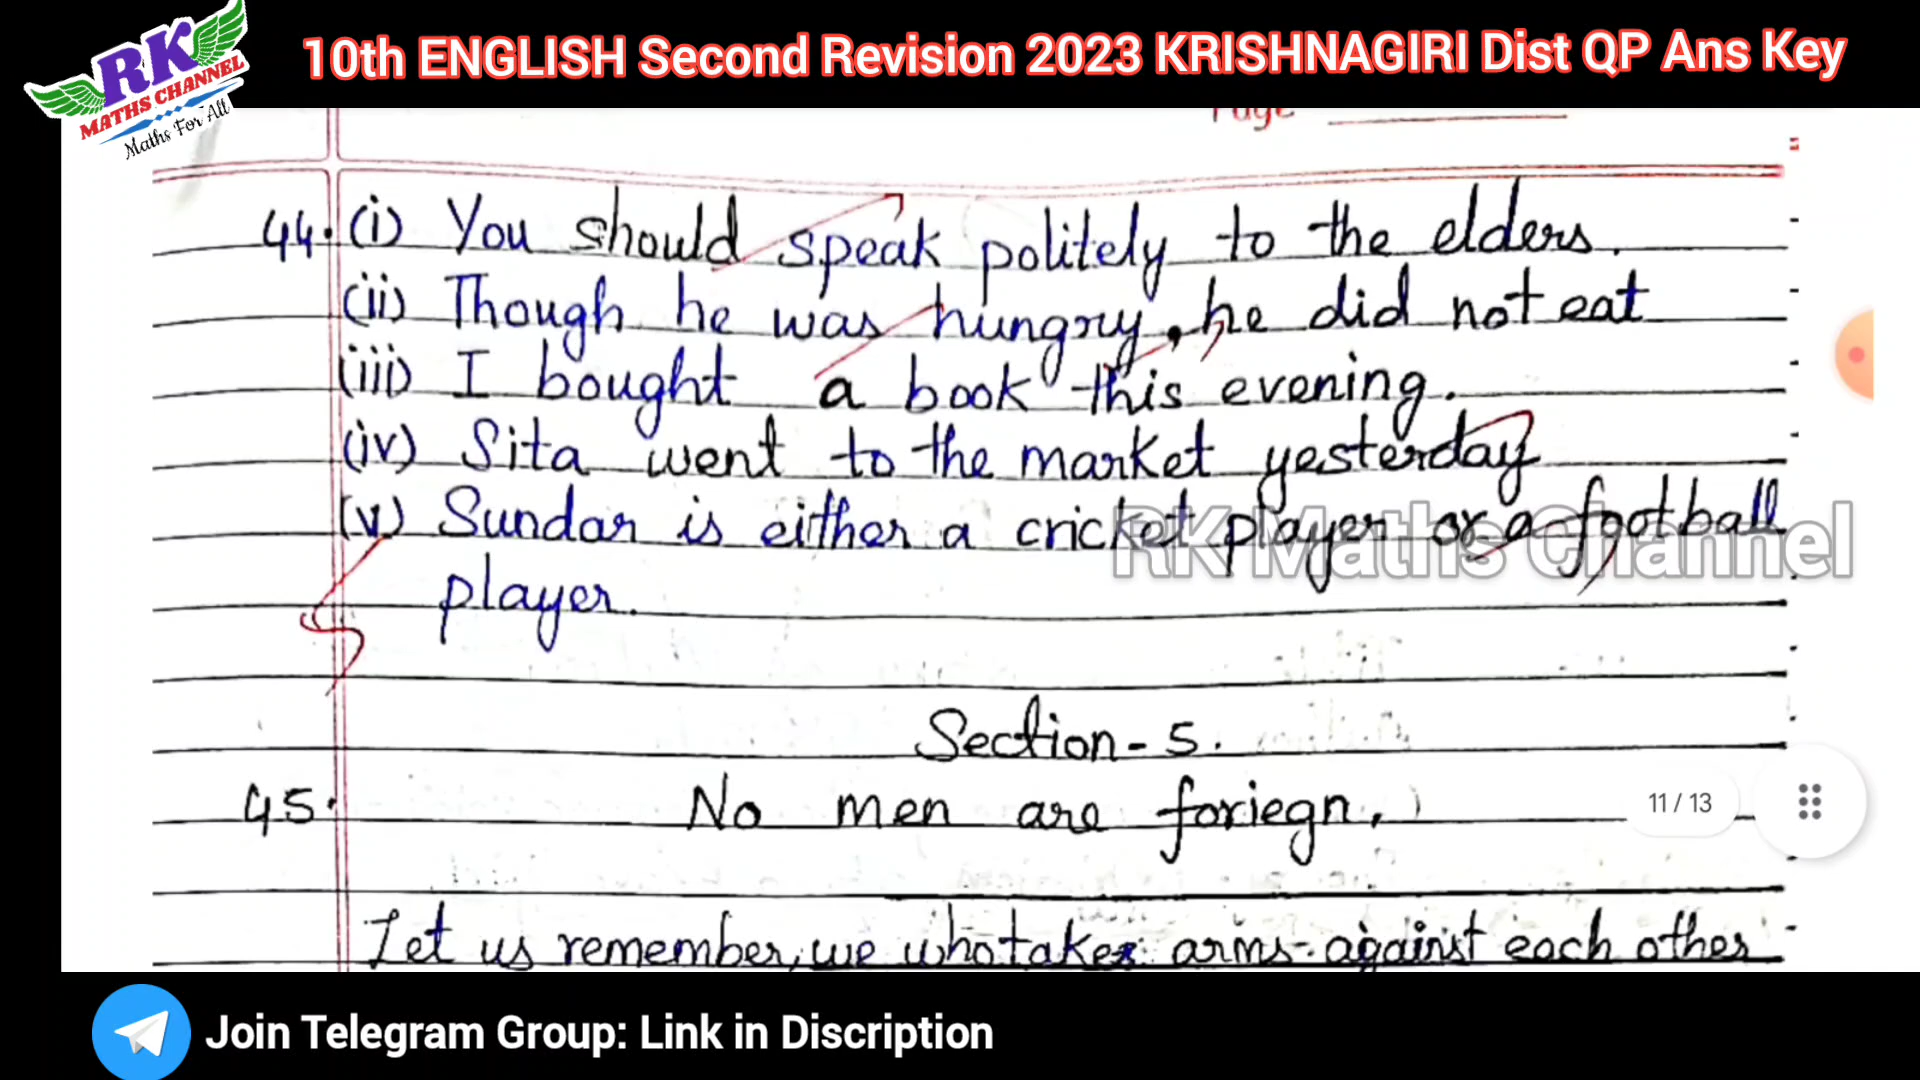 RK
MATHS CHANNEL
Maths For All
10th ENGLISH Second Revision 2023 KRISHNAGIRI Dist QP Ans Key
Page
44. (i) You should speak politely to the elders.
(ii) Though he was hungry, he did not eat
(iii) I bought a book this evening.
(iv) Sita went to the market yesterday
(v) Sundar is either a cricket player or a football
player.
RK Maths Channel
Section - 5.
45. No men are foriegn.
11 / 13
Let us remember, we who take arms against each other
Join Telegram Group: Link in Discription